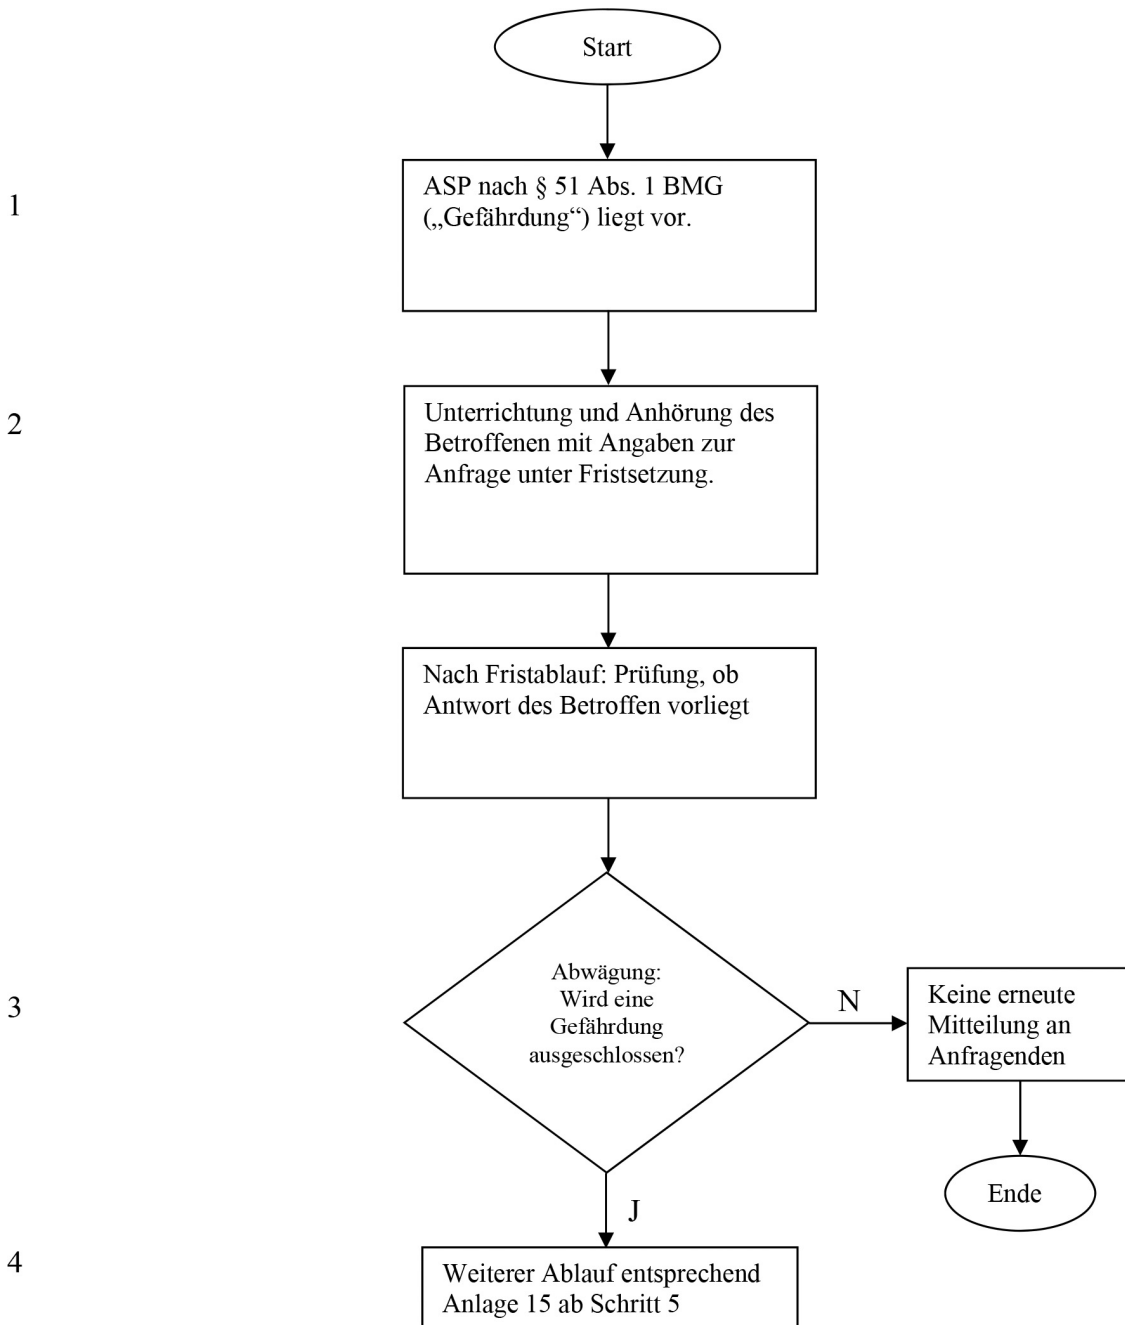 Start
1
ASP nach § 51 Abs. 1 BMG
(„Gefährdung“) liegt vor.
2
Unterrichtung und Anhörung des
Betroffenen mit Angaben zur
Anfrage unter Fristsetzung.
Nach Fristablauf: Prüfung, ob
Antwort des Betroffen vorliegt
3
Abwägung:
Wird eine
Gefährdung
ausgeschlossen?
N
Keine erneute
Mitteilung an
Anfragenden
Ende
J
4
Weiterer Ablauf entsprechend
Anlage 15 ab Schritt 5